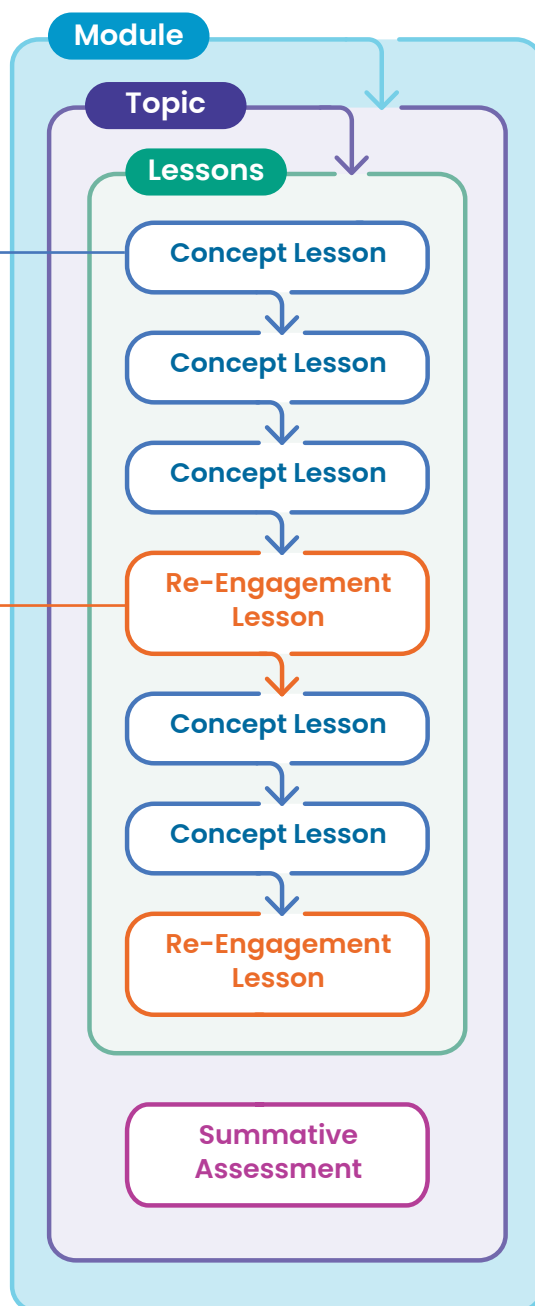 Module
Topic
Lessons
Concept Lesson
Concept Lesson
Concept Lesson
Re-Engagement
Lesson
Concept Lesson
Concept Lesson
Re-Engagement
Lesson
Summative
Assessment